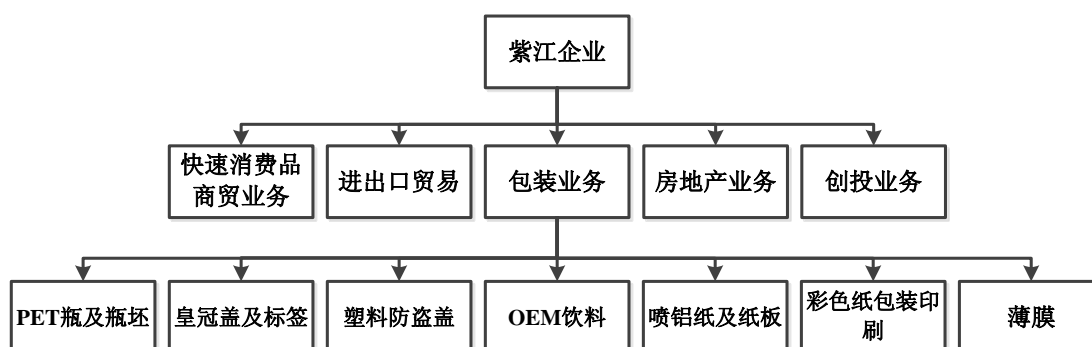 紫江企业
快速消费品
商贸业务
进出口贸易
包装业务
房地产业务
创投业务
PET瓶及瓶坯
皇冠盖及标签
塑料防盗盖
OEM饮料
喷铝纸及纸板
彩色纸包装印
刷
薄膜